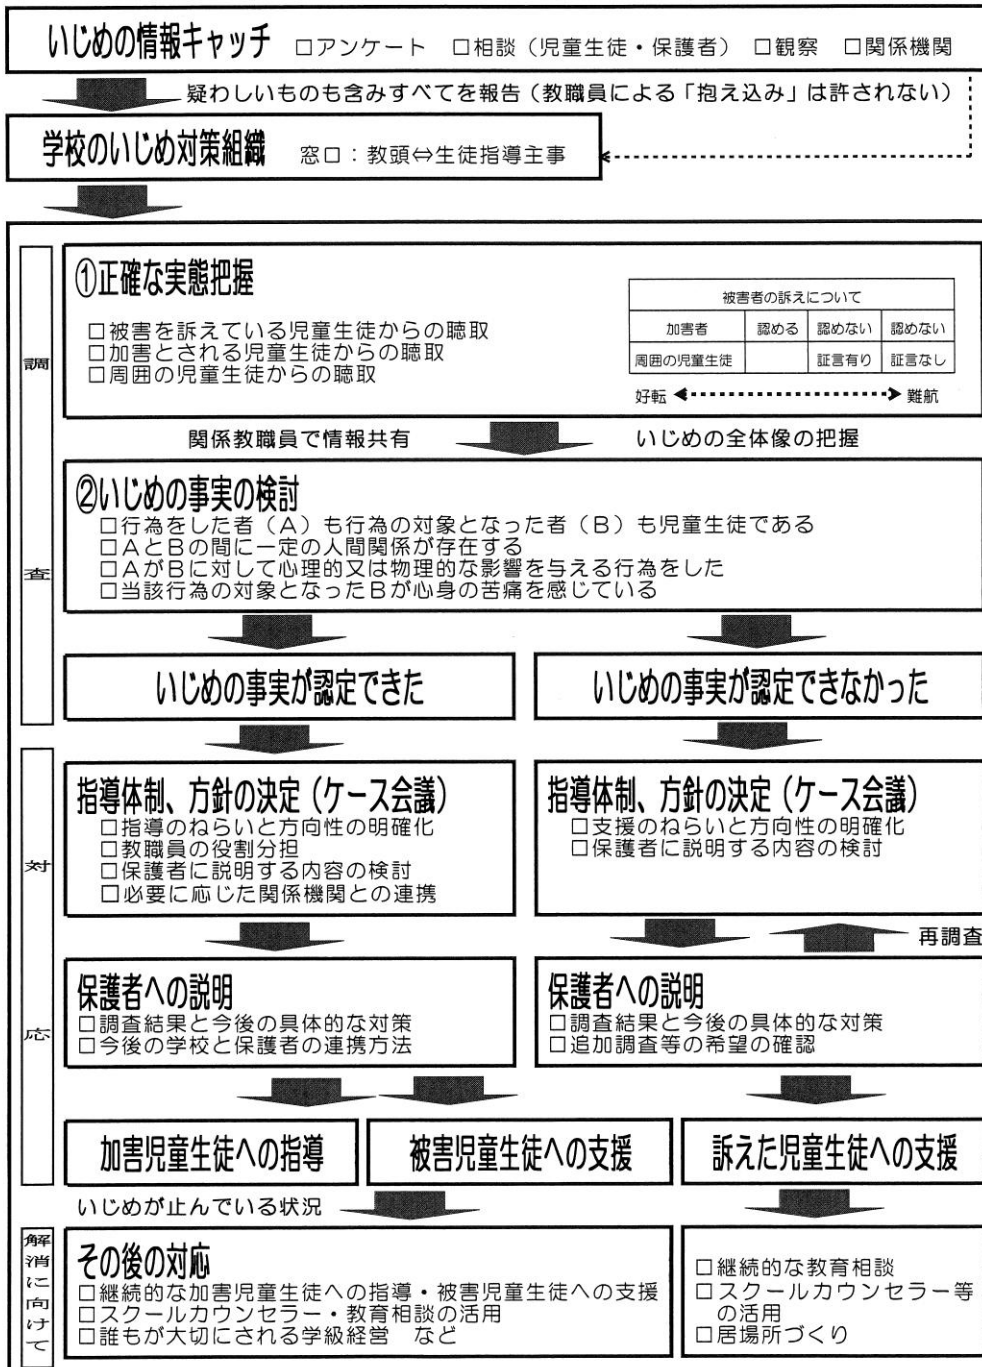 いじめの情報キャッチ □アンケート □相談（児童生徒・保護者） □観察 □関係機関
疑わしいものも含みすべてを報告（教職員による「抱え込み」は許されない）
学校のいじめ対策組織 窓口：教頭⇔生徒指導主事
調査
①正確な実態把握
□被害を訴えている児童生徒からの聴取
□加害とされる児童生徒からの聴取
□周囲の児童生徒からの聴取
被害者の訴えについて
加害者 認める 認めない 認めない
周囲の児童生徒 証言有り 証言なし
好転 難航
関係教職員で情報共有 いじめの全体像の把握
②いじめの事実の検討
□行為をした者（A）も行為の対象となった者（B）も児童生徒である
□AとBの間に一定の人間関係が存在する
□AがBに対して心理的又は物理的な影響を与える行為をした
□当該行為の対象となったBが心身の苦痛を感じている
いじめの事実が認定できた
いじめの事実が認定できなかった
対応
指導体制、方針の決定（ケース会議）
□指導のねらいと方向性の明確化
□教職員の役割分担
□保護者に説明する内容の検討
□必要に応じた関係機関との連携
指導体制、方針の決定（ケース会議）
□支援のねらいと方向性の明確化
□保護者に説明する内容の検討
再調査
保護者への説明
□調査結果と今後の具体的な対策
□今後の学校と保護者の連携方法
保護者への説明
□調査結果と今後の具体的な対策
□追加調査等の希望の確認
加害児童生徒への指導
被害児童生徒への支援
訴えた児童生徒への支援
いじめが止んでいる状況
解消に向けて
その後の対応
□継続的な加害児童生徒への指導・被害児童生徒への支援
□スクールカウンセラー・教育相談の活用
□誰もが大切にされる学級経営 など
□継続的な教育相談
□スクールカウンセラー等
の活用
□居場所づくり